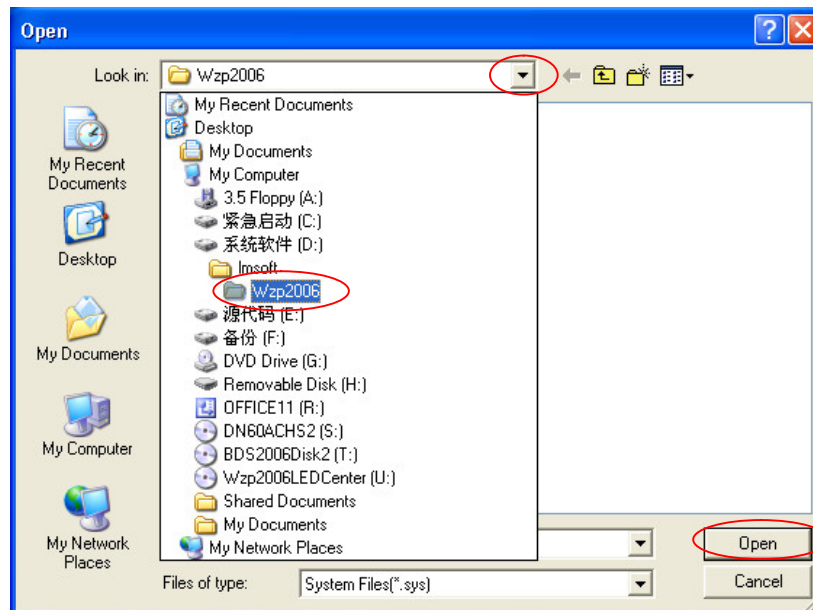 Open
Look in: Wzp2006
My Recent Documents
Desktop
My Documents
My Computer
3.5 Floppy (A:)
紧急启动 (C:)
系统软件 (D:)
lmsoft
Wzp2006
源代码 (E:)
备份 (F:)
DVD Drive (G:)
Removable Disk (H:)
OFFICE11 (R:)
DN60ACHS2 (S:)
BDS2006Disk2 (T:)
Wzp2006LEDCenter (U:)
Shared Documents
My Documents
My Network Places
My Recent
Documents
Desktop
My Documents
My Computer
My Network
Places
Open
Files of type: System Files(*.sys) Cancel